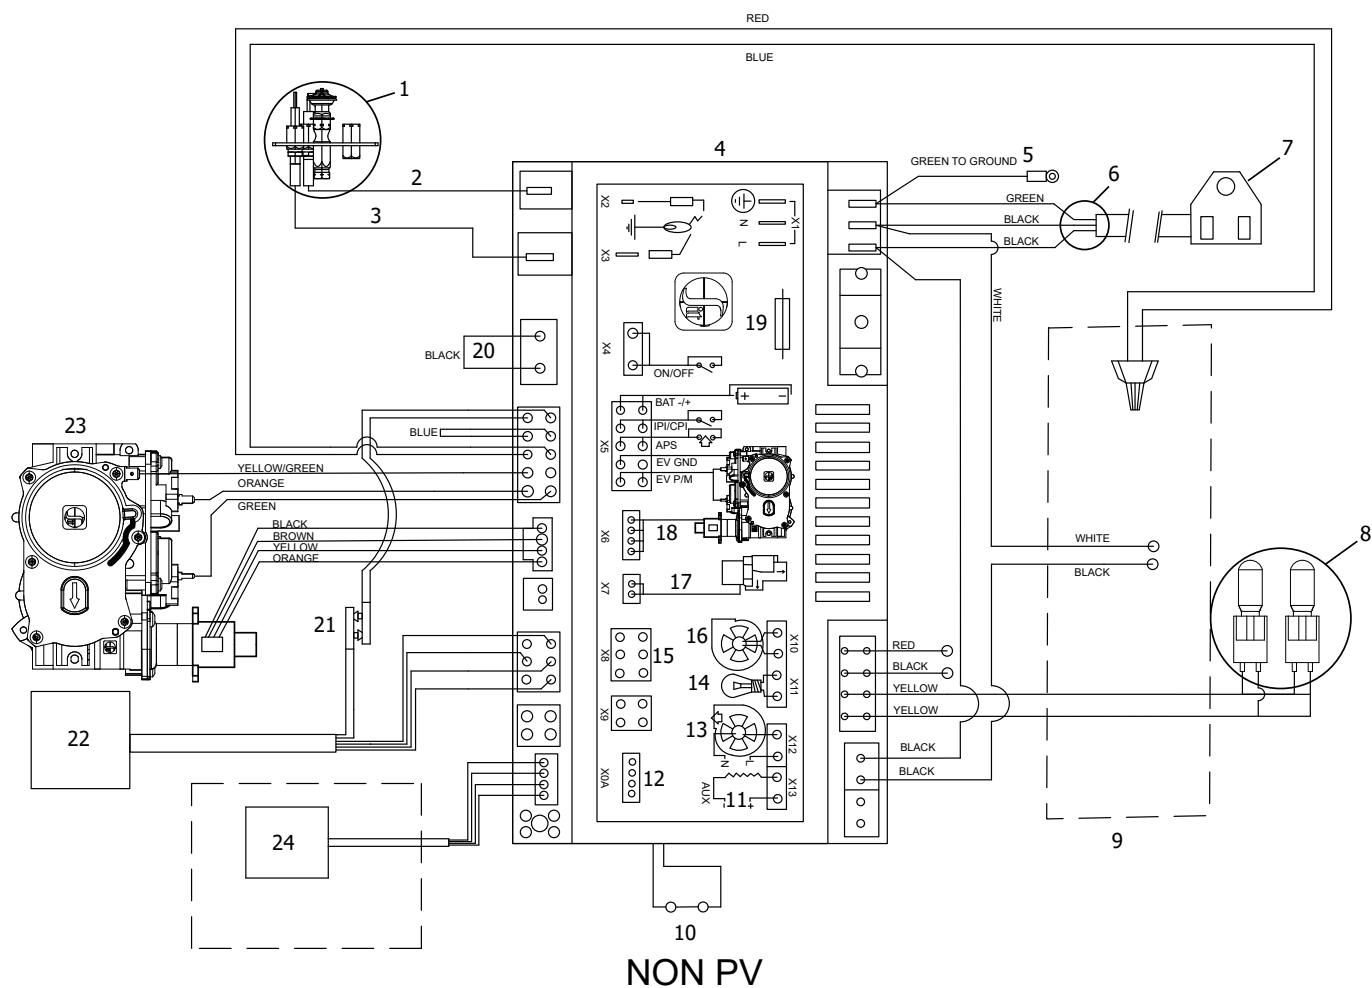 RED
BLUE
1
4
GREEN TO GROUND
5
7
6
2
GREEN
3
BLACK
BLACK
X2
X1
N
L
X3
WHITE
19
20
BLACK
X4
ON/OFF
BAT -/+
+ -
8
BLUE
IPI/CPI
X5
APS
23
EV GND
EV P/M
YELLOW/GREEN
ORANGE
GREEN
BLACK
BROWN
YELLOW
ORANGE
X6
18
WHITE
BLACK
X7
17
21
16
X10
RED
X8
15
BLACK
14
X11
YELLOW
YELLOW
X9
13
X12
N L
22
BLACK
BLACK
X0A
12
AUX
11
+
X13
24
9
10
NON PV